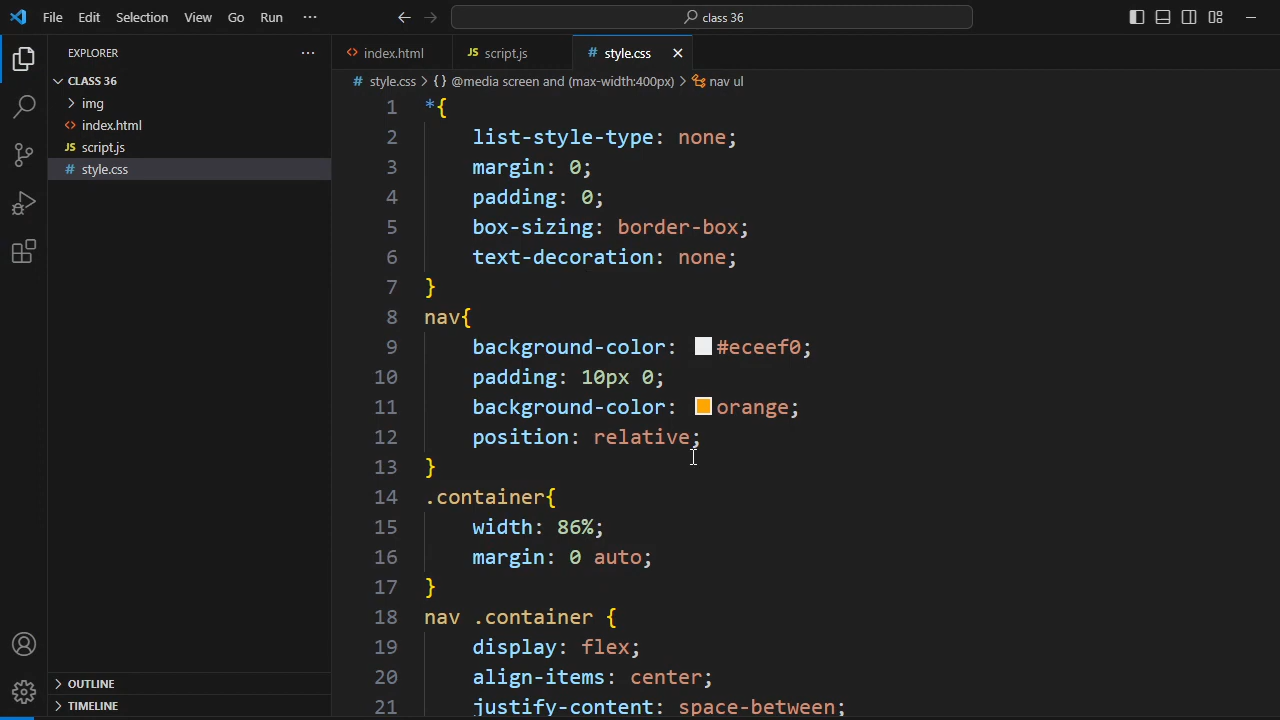 File Edit Selection View Go Run ··· class 36
EXPLORER ···
CLASS 36
img
index.html
script.js
style.css
OUTLINE
TIMELINE
index.html JS script.js # style.css
# style.css > {} @media screen and (max-width:400px) > nav ul
1 *{
2 list-style-type: none;
3 margin: 0;
4 padding: 0;
5 box-sizing: border-box;
6 text-decoration: none;
7 }
8 nav{
9 background-color: #eceef0;
10 padding: 10px 0;
11 background-color: orange;
12 position: relative;
13 }
14 .container{
15 width: 86%;
16 margin: 0 auto;
17 }
18 nav .container {
19 display: flex;
20 align-items: center;
21 justify-content: space-between;